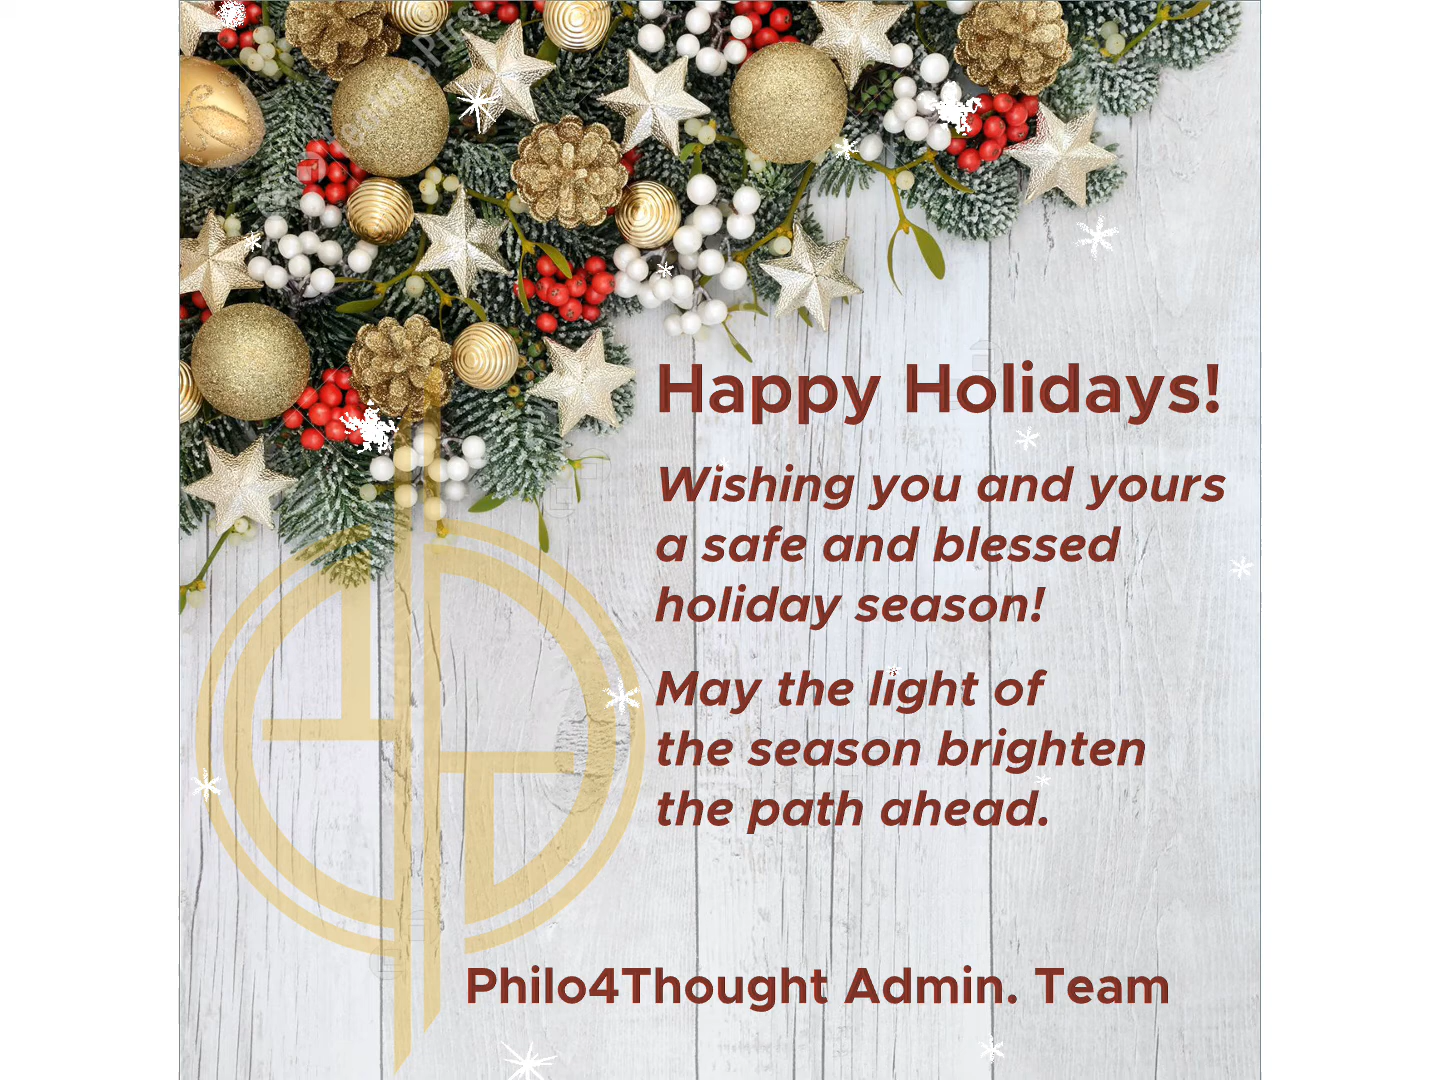 Happy Holidays!
Wishing you and yours
a safe and blessed
holiday season!
May the light of
the season brighten
the path ahead.
Philo4Thought Admin. Team